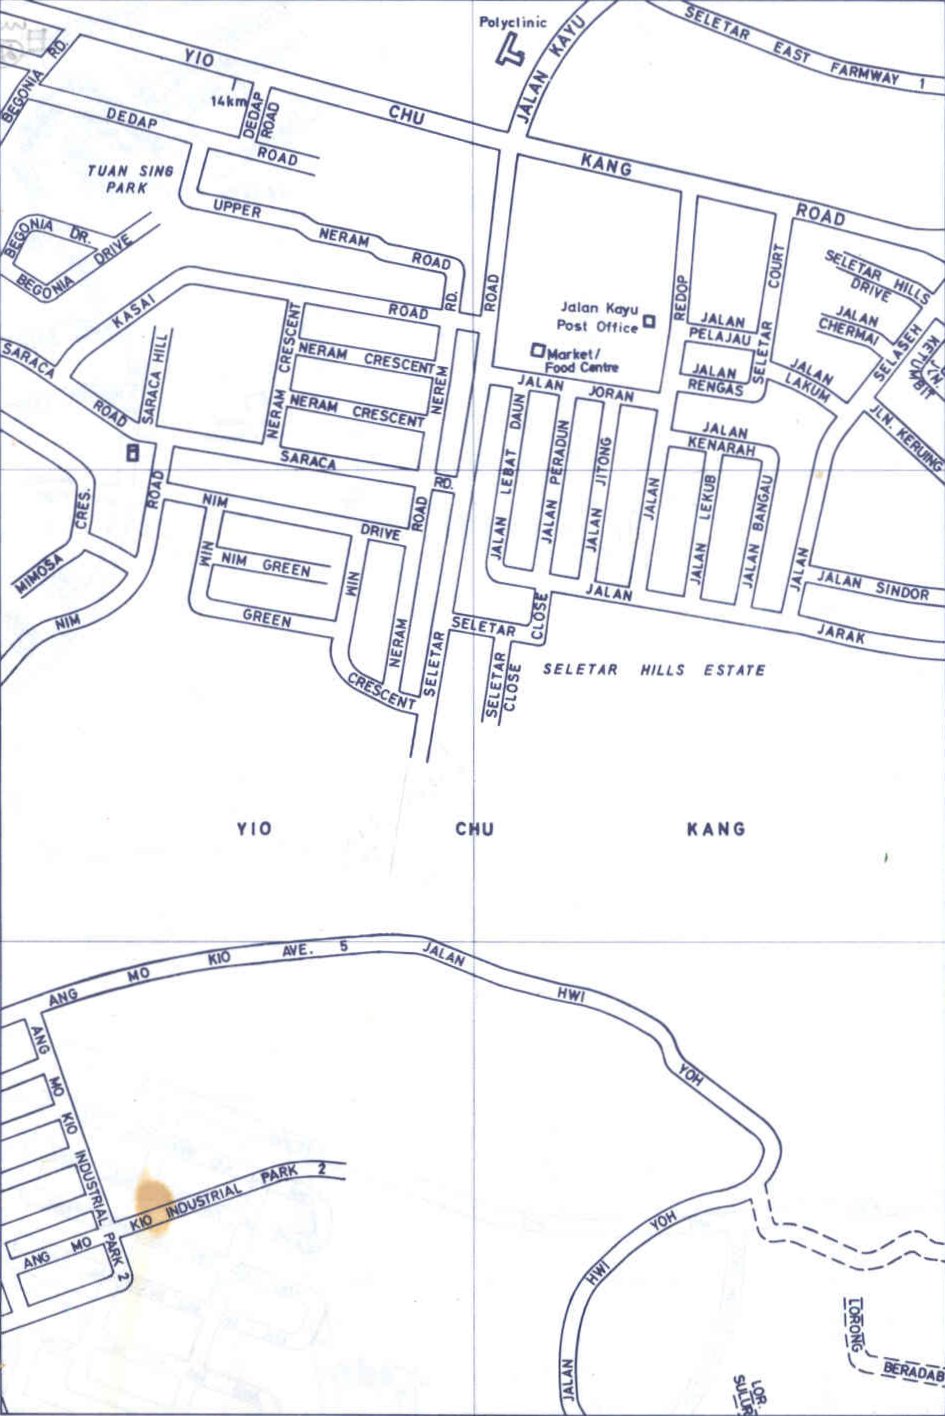 Polyclinic
JALAN KAYU
SELETAR EAST FARMWAY 1
BEGONIA RD.
YIO CHU KANG ROAD
14km
DEDAP ROAD
DEDAP ROAD
TUAN SING
PARK
UPPER NERAM ROAD
BEGONIA DR.
BEGONIA DRIVE
KASAI ROAD
RD.
ROAD
SARACA ROAD
SARACA HILL
NERAM CRESCENT
NERAM CRESCENT
NERAM CRESCENT
NEREM
Jalan Kayu
Post Office
Market/
Food Centre
REDOP
SELETAR COURT
JALAN
PELAJAU
JALAN
RENGAS
JALAN
LAKUM
SELETAR HILLS
DRIVE
JALAN
CHERMAI
SELASEH
KETUMBIT
JLN. KERUING
JALAN JORAN
JALAN
KENARAH
JALAN LEBAT DAUN
JALAN PERADUN
JALAN JITONG
JALAN
JALAN LEKUB
JALAN BANGAU
JALAN
JALAN SINDOR
JALAN JARAK
SARACA RD.
ROAD
NIM DRIVE
ROAD
MIMOSA CRES.
NIM
NIM
NIM GREEN
NIM
GREEN
CRESCENT
NERAM
SELETAR
SELETAR CLOSE
SELETAR
CLOSE
SELETAR HILLS ESTATE
YIO CHU KANG
ANG MO KIO AVE. 5
JALAN HWI YOH
ANG MO KIO INDUSTRIAL PARK 2
ANG MO KIO INDUSTRIAL PARK 2
JALAN HWI YOH
LORONG BERADAB
LOR.
SULUR